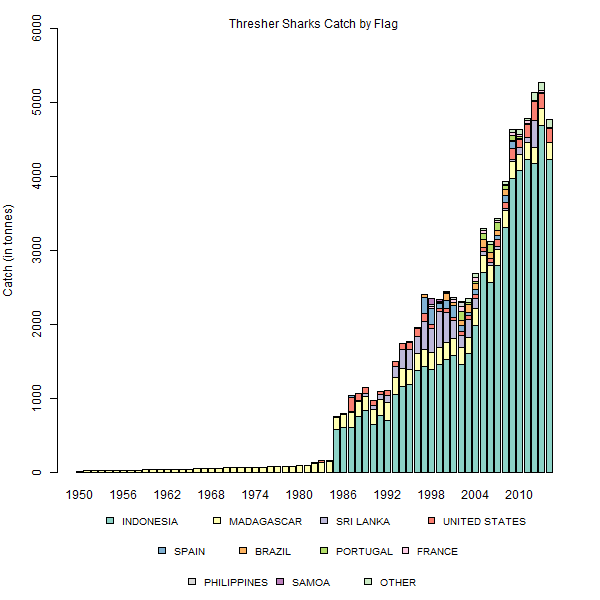 Thresher Sharks Catch by Flag
Catch (in tonnes)
6000
5000
4000
3000
2000
1000
0
1950 1956 1962 1968 1974 1980 1986 1992 1998 2004 2010
INDONESIA MADAGASCAR SRI LANKA UNITED STATES
SPAIN BRAZIL PORTUGAL FRANCE
PHILIPPINES SAMOA OTHER